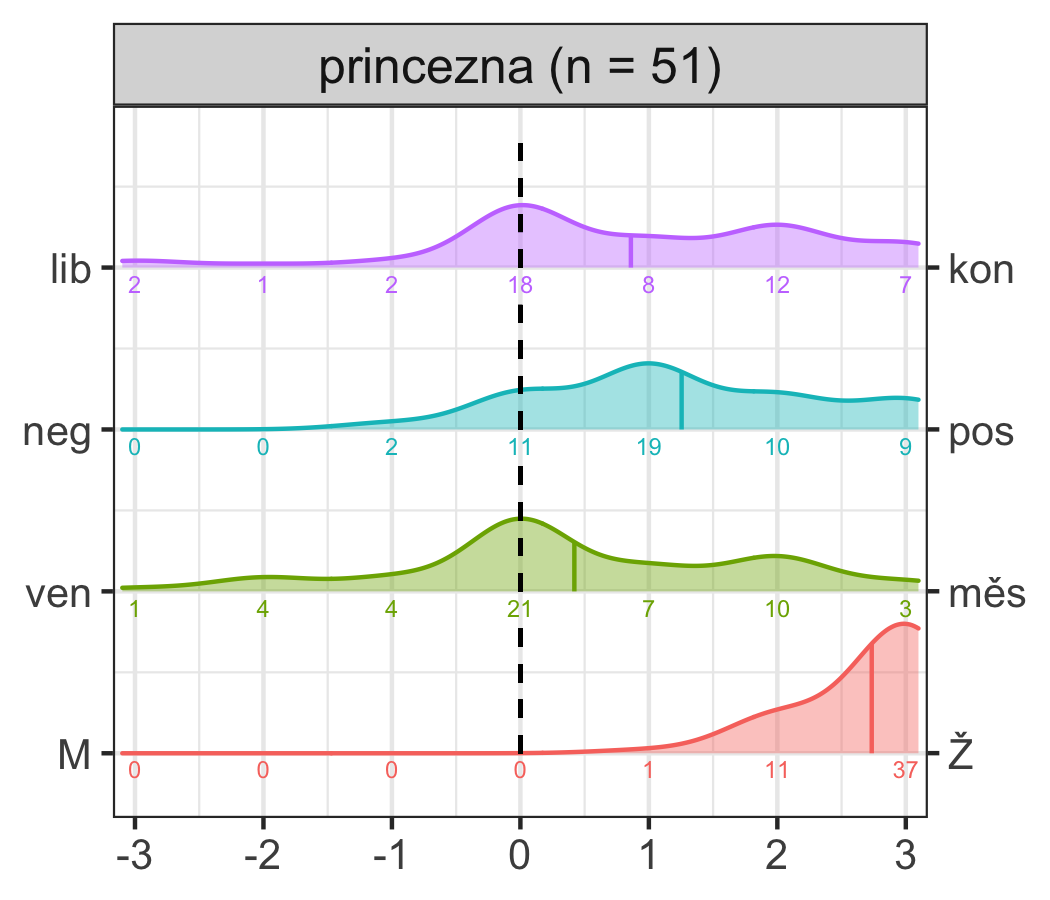 princezna (n = 51)
lib kon
2 1 2 18 8 12 7
neg pos
0 0 2 11 19 10 9
ven měs
1 4 4 21 7 10 3
M Ž
0 0 0 0 1 11 37
-3 -2 -1 0 1 2 3